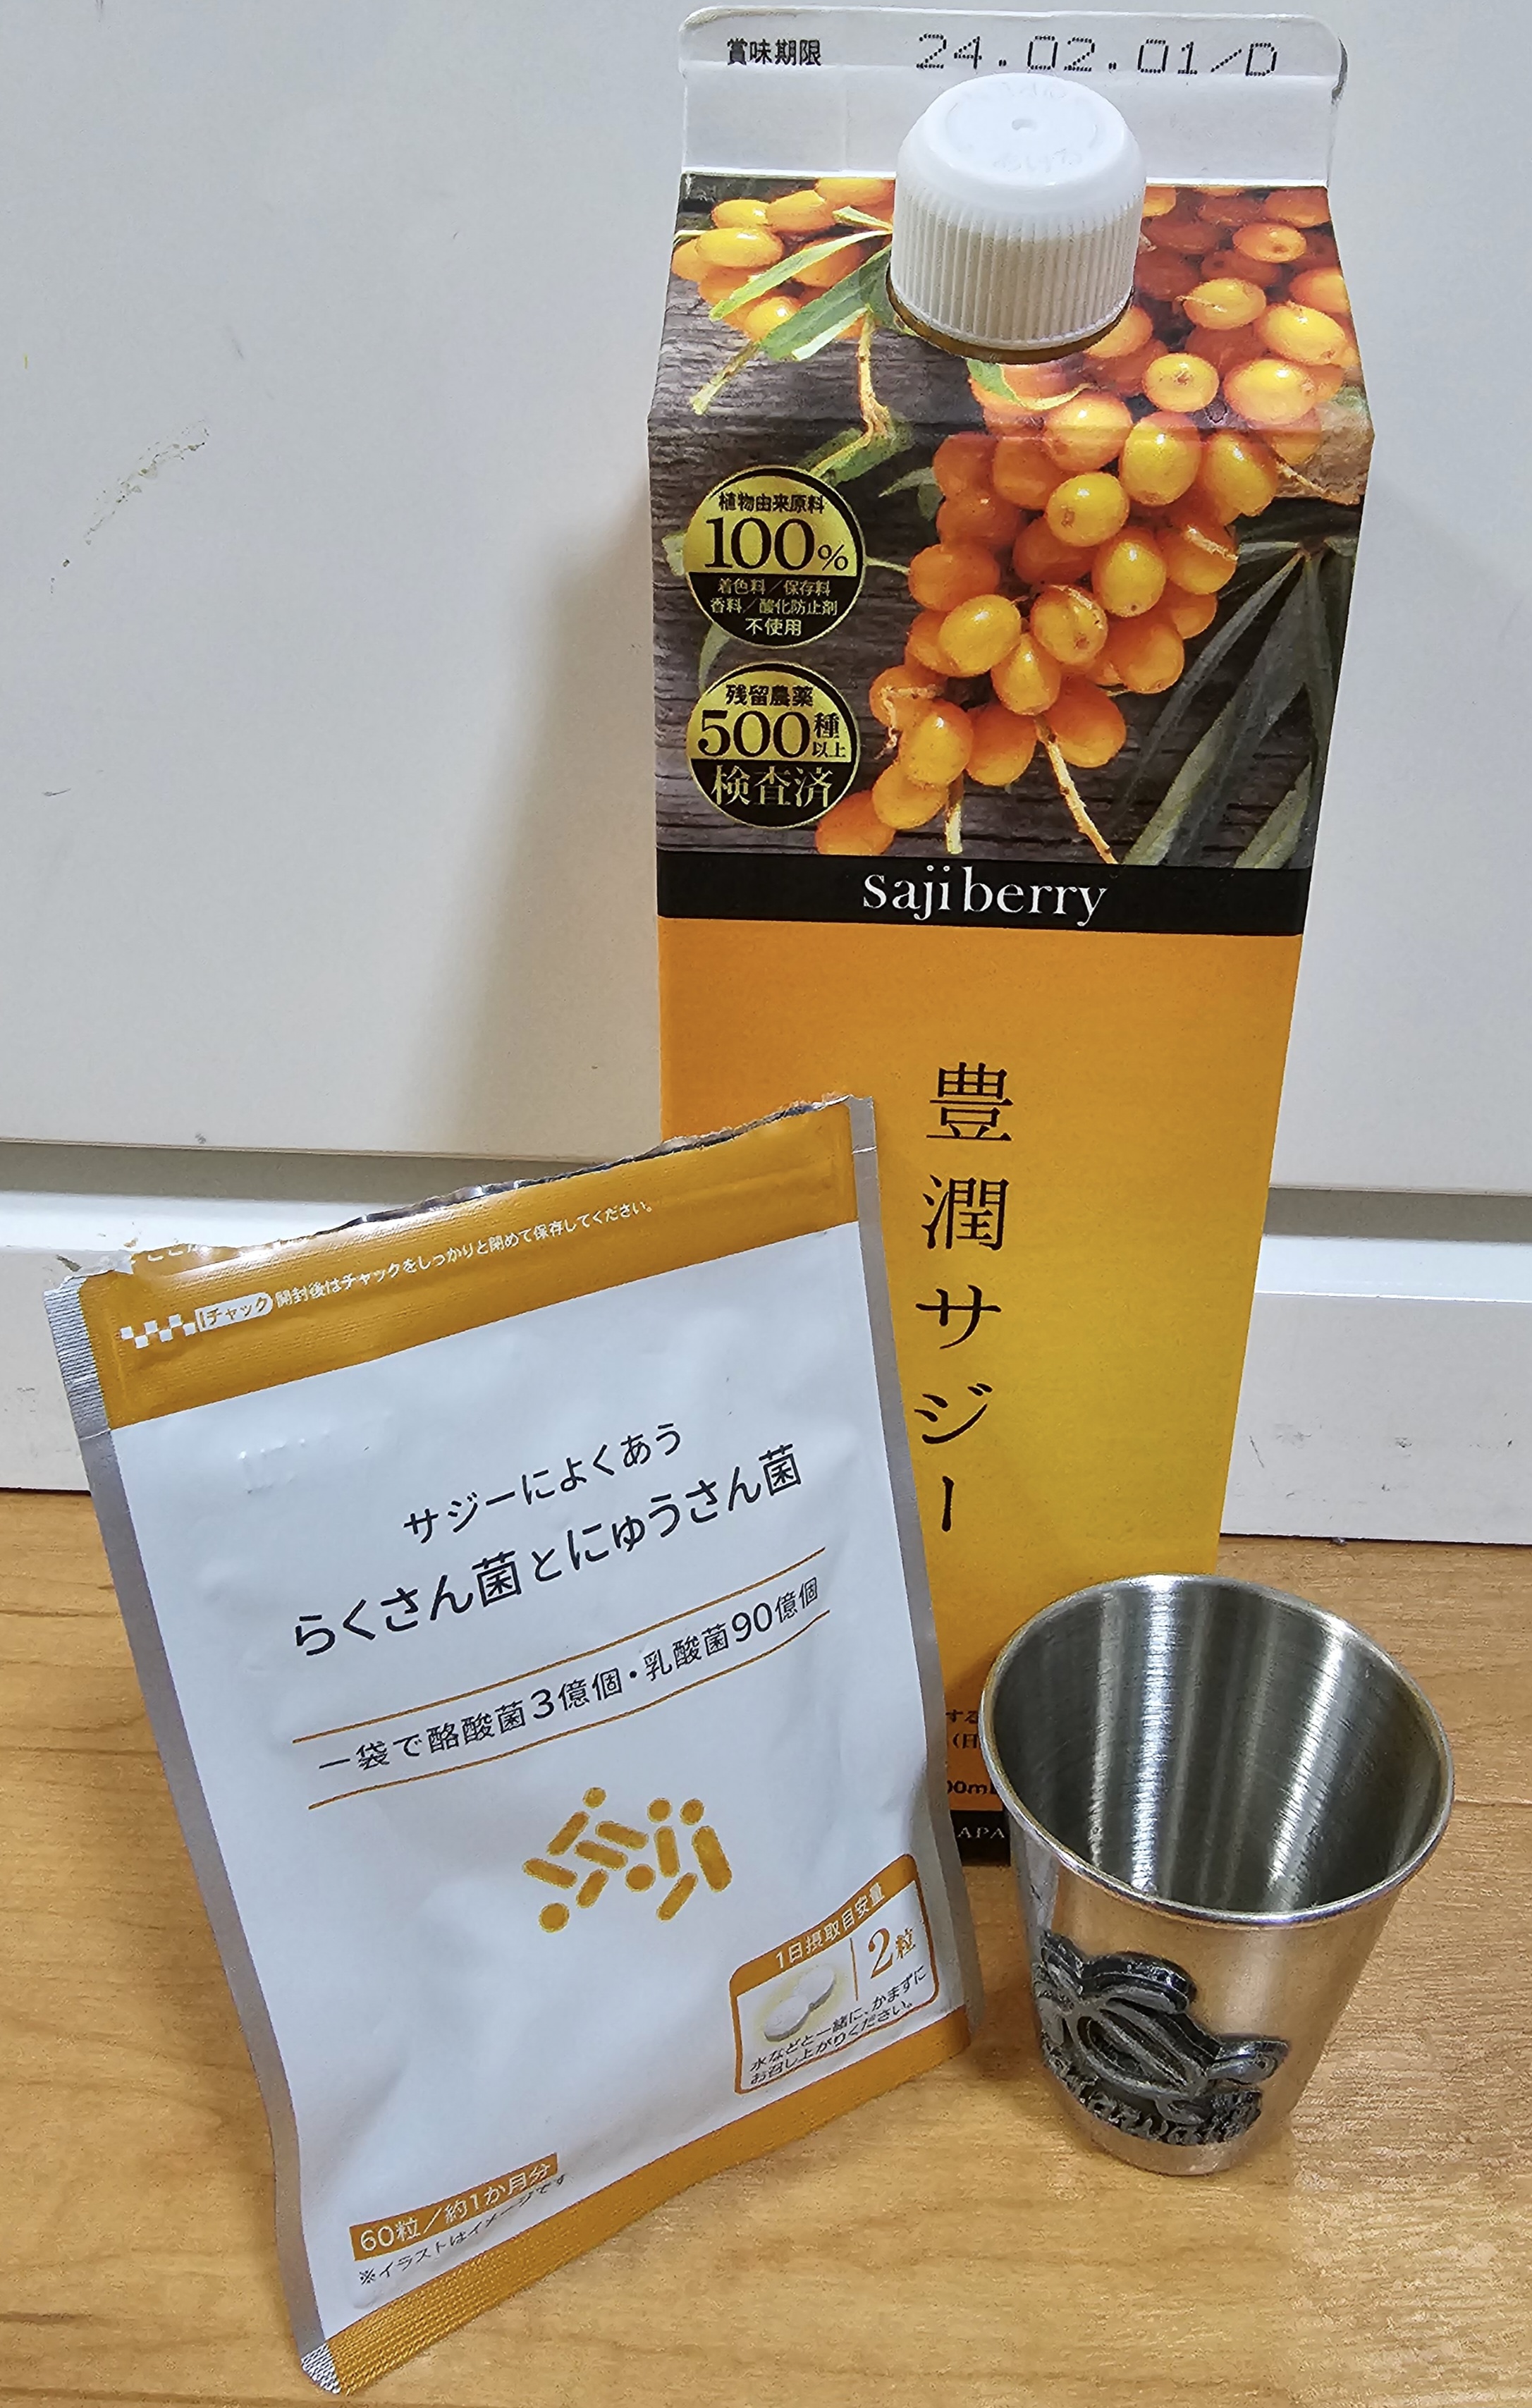 賞味期限 24.02.01/D
植物由来原料
100%
着色料/保存料
香料/酸化防止剤
不使用
残留農薬
500種以上
検査済
saji berry
豊潤サジー
チャック 開封後はチャックをしっかりと閉めて保存してください。
サジーによくあう
らくさん菌とにゅうさん菌
一袋で酪酸菌3億個・乳酸菌90億個
1日摂取目安量
2粒
水などと一緒に、かまずに
お召し上がりください。
60粒/約1か月分
※イラストはイメージです